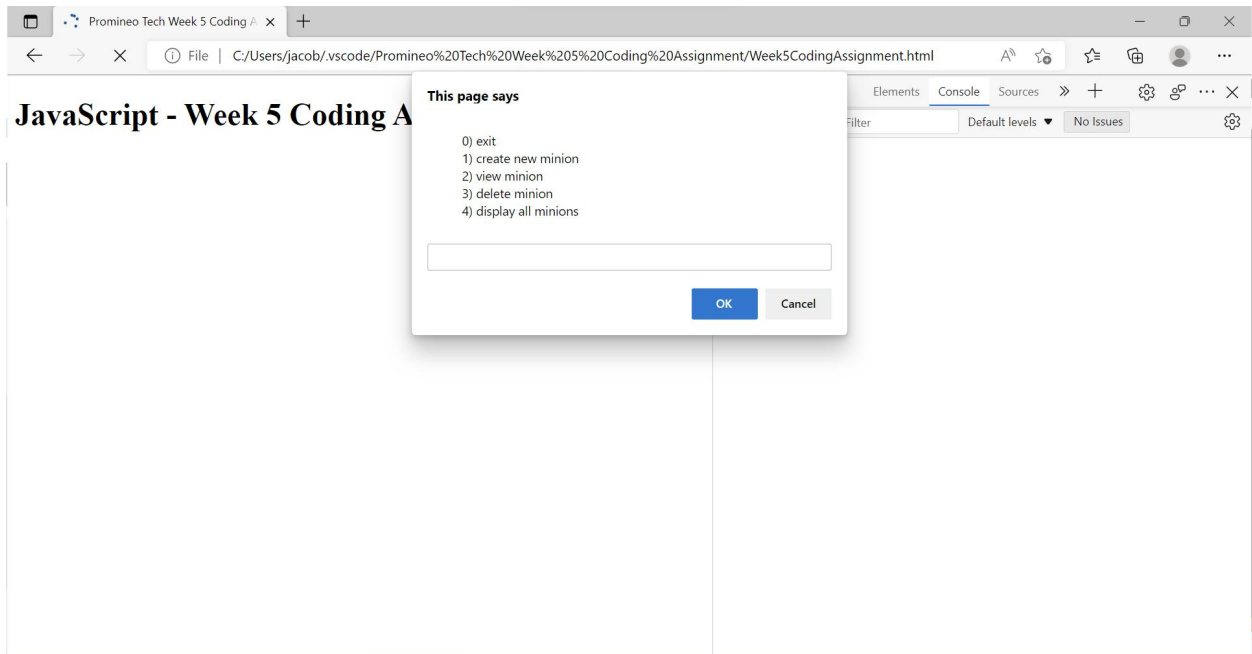 Promineo Tech Week 5 Coding A
File
C:/Users/jacob/.vscode/Promineo%20Tech%20Week%205%20Coding%20Assignment/Week5CodingAssignment.html
JavaScript - Week 5 Coding A
This page says
0) exit
1) create new minion
2) view minion
3) delete minion
4) display all minions
OK
Cancel
Elements Console Sources
Filter Default levels ▼ No Issues